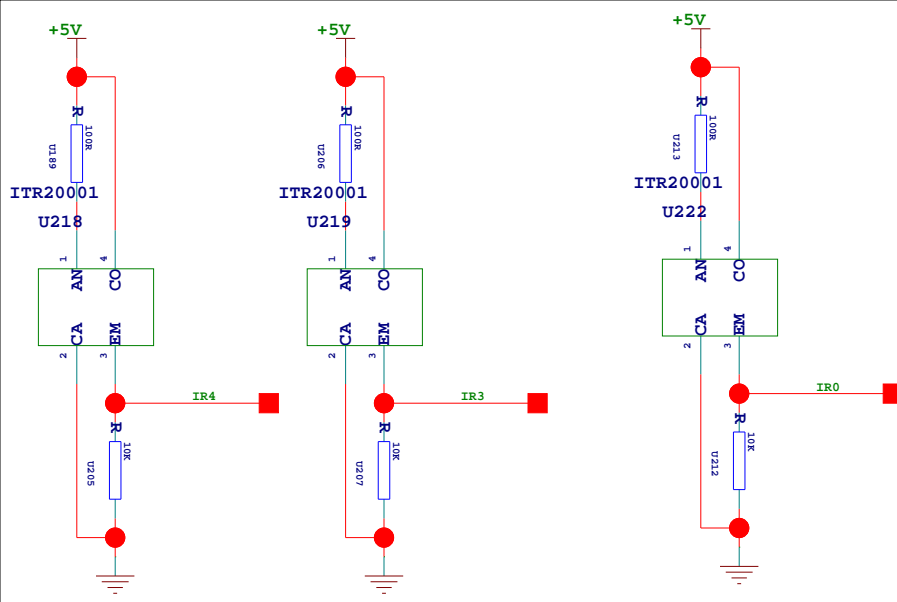 +5V
R
100R
U189
ITR20001
U218
1
4
AN
CO
CA
EM
2
3
IR4
R
10K
U205
+5V
R
100R
U206
ITR20001
U219
1
4
AN
CO
CA
EM
2
3
IR3
R
10K
U207
+5V
R
100R
U213
ITR20001
U222
1
4
AN
CO
CA
EM
2
3
IR0
R
10K
U212